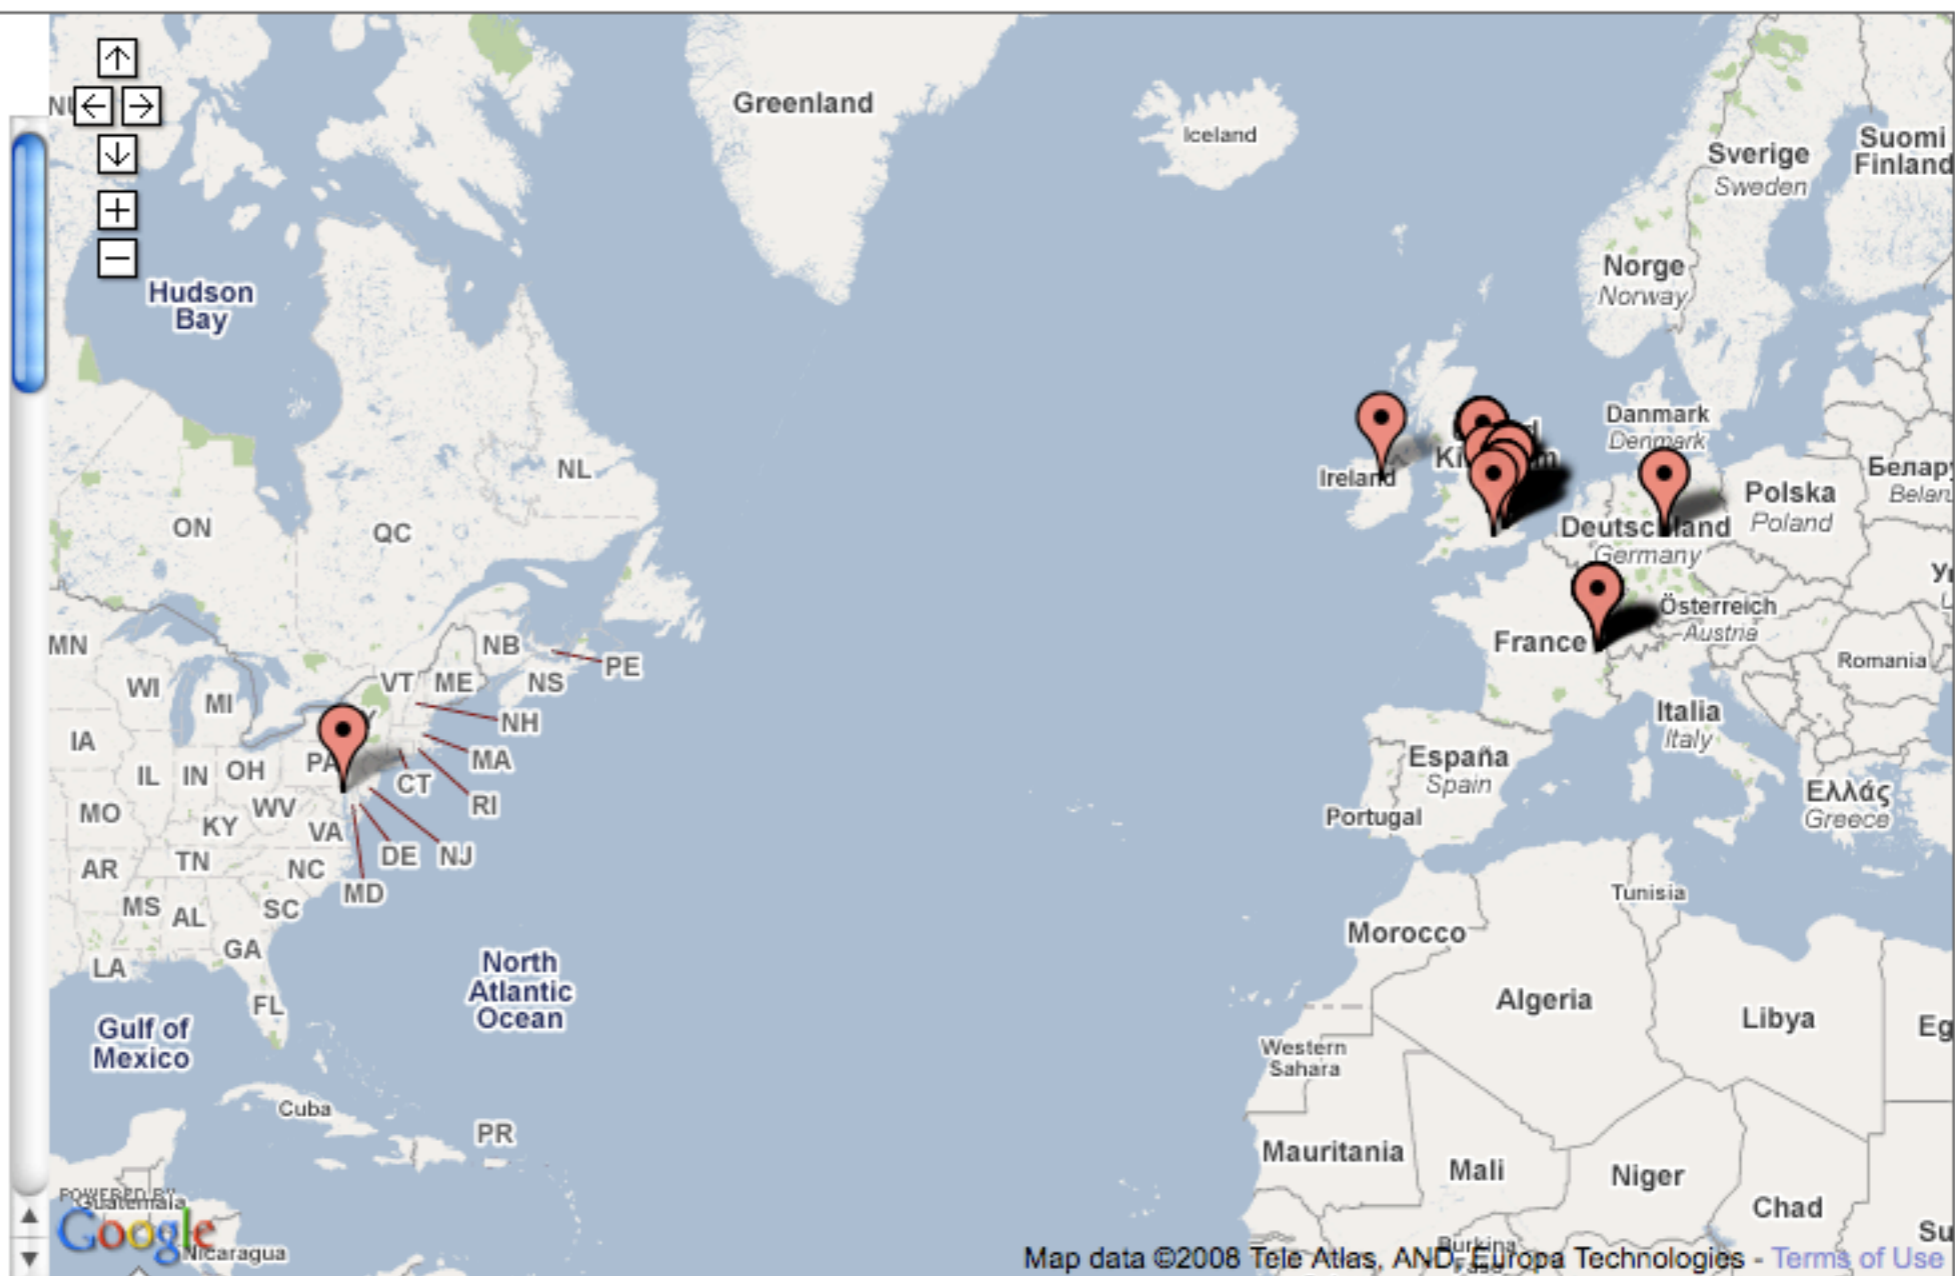 Greenland
Iceland
Suomi
Finland
Sverige
Sweden
Norge
Norway
Hudson
Bay
Danmark
Denmark
Ireland
Polska
Poland
Deutschland
Germany
Österreich
Austria
France
Romania
Italia
Italy
España
Spain
Portugal
Ελλάς
Greece
NL
ON
QC
MN
NB
PE
WI
MI
VT
ME
NS
NH
IA
PA
MA
IL
IN
OH
CT
RI
MO
WV
KY
VA
DE
NJ
AR
TN
NC
MD
MS
AL
SC
GA
LA
FL
North
Atlantic
Ocean
Gulf of
Mexico
Tunisia
Morocco
Algeria
Libya
Western
Sahara
Cuba
PR
Mauritania
Mali
Niger
Chad
POWERED BY
Guatemala
Google
Nicaragua
Burkina
Faso
Map data ©2008 Tele Atlas, AND, Europa Technologies - Terms of Use